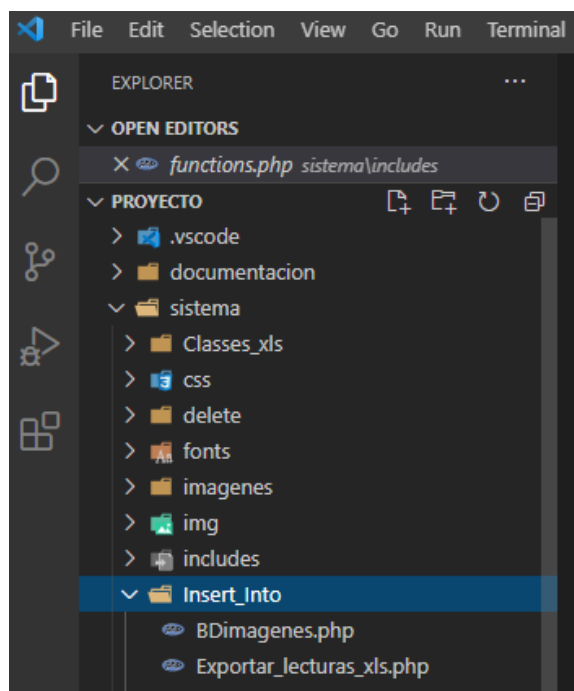 File Edit Selection View Go Run Terminal
EXPLORER
OPEN EDITORS
functions.php sistema\includes
PROYECTO
.vscode
documentacion
sistema
Classes_xls
css
delete
fonts
imagenes
img
includes
Insert_Into
BDimagenes.php
Exportar_lecturas_xls.php